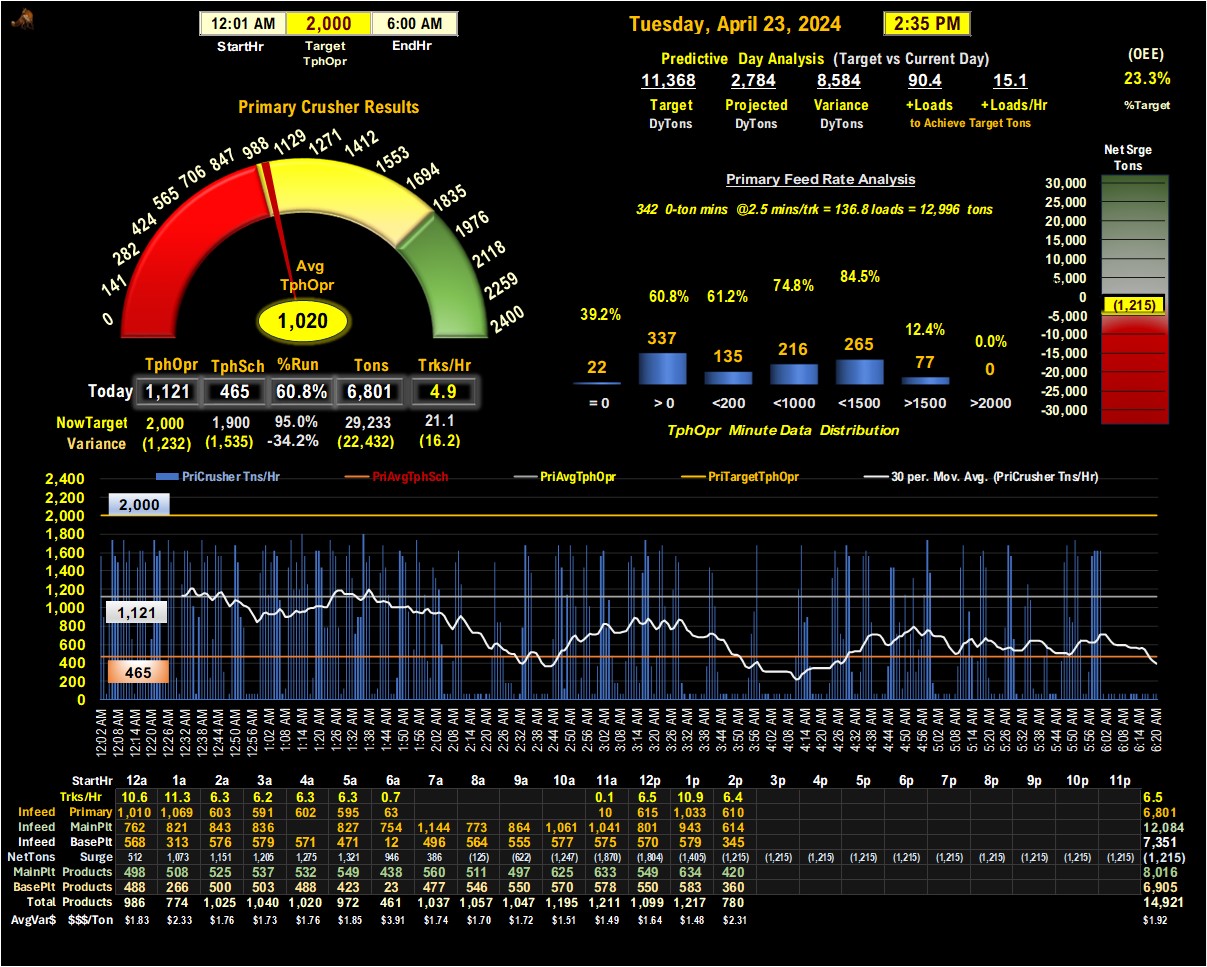 12:01 AM 2,000 6:00 AM
StartHr Target TphOpr EndHr
Tuesday, April 23, 2024 2:35 PM
Predictive Day Analysis (Target vs Current Day)
11,368 2,784 8,584 90.4 15.1
Target Projected Variance +Loads +Loads/Hr
DyTons DyTons DyTons to Achieve Target Tons
(OEE)
23.3%
%Target
Primary Crusher Results
0 141 282 424 565 706 847 988 1129 1271 1412 1553 1694 1835 1976 2118 2259 2400
Avg
TphOpr
1,020
TphOpr TphSch %Run Tons Trks/Hr
Today 1,121 465 60.8% 6,801 4.9
NowTarget 2,000 1,900 95.0% 29,233 21.1
Variance (1,232) (1,535) -34.2% (22,432) (16.2)
Primary Feed Rate Analysis
342 0-ton mins @2.5 mins/trk = 136.8 loads = 12,996 tons
39.2% 60.8% 61.2% 74.8% 84.5% 12.4% 0.0%
22 337 135 216 265 77 0
= 0 > 0 <200 <1000 <1500 >1500 >2000
TphOpr Minute Data Distribution
Net Srge
Tons
30,000
25,000
20,000
15,000
10,000
5,000
0
(1,215)
-5,000
-10,000
-15,000
-20,000
-25,000
-30,000
PriCrusher Tns/Hr PriAvgTphSch PriAvgTphOpr PriTargetTphOpr 30 per. Mov. Avg. (PriCrusher Tns/Hr)
2,400
2,200
2,000
1,800
1,600
1,400
1,200
1,000
800
600
400
200
0
2,000
1,121
465
12:02 AM 12:08 AM 12:14 AM 12:20 AM 12:26 AM 12:32 AM 12:38 AM 12:44 AM 12:50 AM 12:56 AM 1:02 AM 1:08 AM 1:14 AM 1:20 AM 1:26 AM 1:32 AM 1:38 AM 1:44 AM 1:50 AM 1:56 AM 2:02 AM 2:08 AM 2:14 AM 2:20 AM 2:26 AM 2:32 AM 2:38 AM 2:44 AM 2:50 AM 2:56 AM 3:02 AM 3:08 AM 3:14 AM 3:20 AM 3:26 AM 3:32 AM 3:38 AM 3:44 AM 3:50 AM 3:56 AM 4:02 AM 4:08 AM 4:14 AM 4:20 AM 4:26 AM 4:32 AM 4:38 AM 4:44 AM 4:50 AM 4:56 AM 5:02 AM 5:08 AM 5:14 AM 5:20 AM 5:26 AM 5:32 AM 5:38 AM 5:44 AM 5:50 AM 5:56 AM 6:02 AM 6:08 AM 6:14 AM 6:20 AM
StartHr 12a 1a 2a 3a 4a 5a 6a 7a 8a 9a 10a 11a 12p 1p 2p 3p 4p 5p 6p 7p 8p 9p 10p 11p
Trks/Hr 10.6 11.3 6.3 6.2 6.3 6.3 0.7 0.1 6.5 10.9 6.4 6.5
Infeed Primary 1,010 1,069 603 591 602 595 63 10 615 1,033 610 6,801
Infeed MainPlt 762 821 843 836 827 754 1,144 773 864 1,061 1,041 801 943 614 12,084
Infeed BasePlt 568 313 576 579 571 471 12 496 564 555 577 575 570 579 345 7,351
NetTons Surge 512 1,073 1,151 1,205 1,275 1,321 946 386 (125) (622) (1,247) (1,870) (1,804) (1,405) (1,215) (1,215) (1,215) (1,215) (1,215) (1,215) (1,215) (1,215) (1,215) (1,215) (1,215)
MainPlt Products 498 508 525 537 532 549 438 560 511 497 625 633 549 634 420 8,016
BasePlt Products 488 266 500 503 488 423 23 477 546 550 570 578 550 583 360 6,905
Total Products 986 774 1,025 1,040 1,020 972 461 1,037 1,057 1,047 1,195 1,211 1,099 1,217 780 14,921
AvgVar$ $$$/Ton $1.83 $2.33 $1.76 $1.73 $1.76 $1.85 $3.91 $1.74 $1.70 $1.72 $1.51 $1.49 $1.64 $1.48 $2.31 $1.92